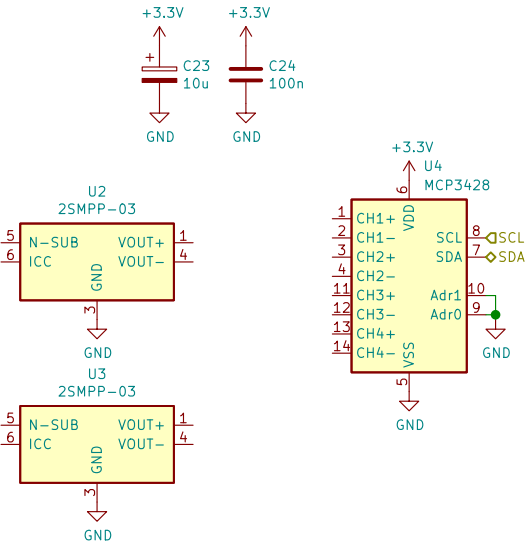 +3.3V +3.3V
+ C23 C24
10u 100n
GND GND
+3.3V
U4
MCP3428
6
VDD
1 CH1+
2 CH1-
3 CH2+
4 CH2-
11 CH3+
12 CH3-
13 CH4+
14 CH4-
SCL 8 SCL
SDA 7 SDA
Adr1 10
Adr0 9
GND
VSS
5
GND
U2
2SMPP-03
5 N-SUB VOUT+ 1
6 ICC VOUT- 4
GND
3
GND
U3
2SMPP-03
5 N-SUB VOUT+ 1
6 ICC VOUT- 4
GND
3
GND